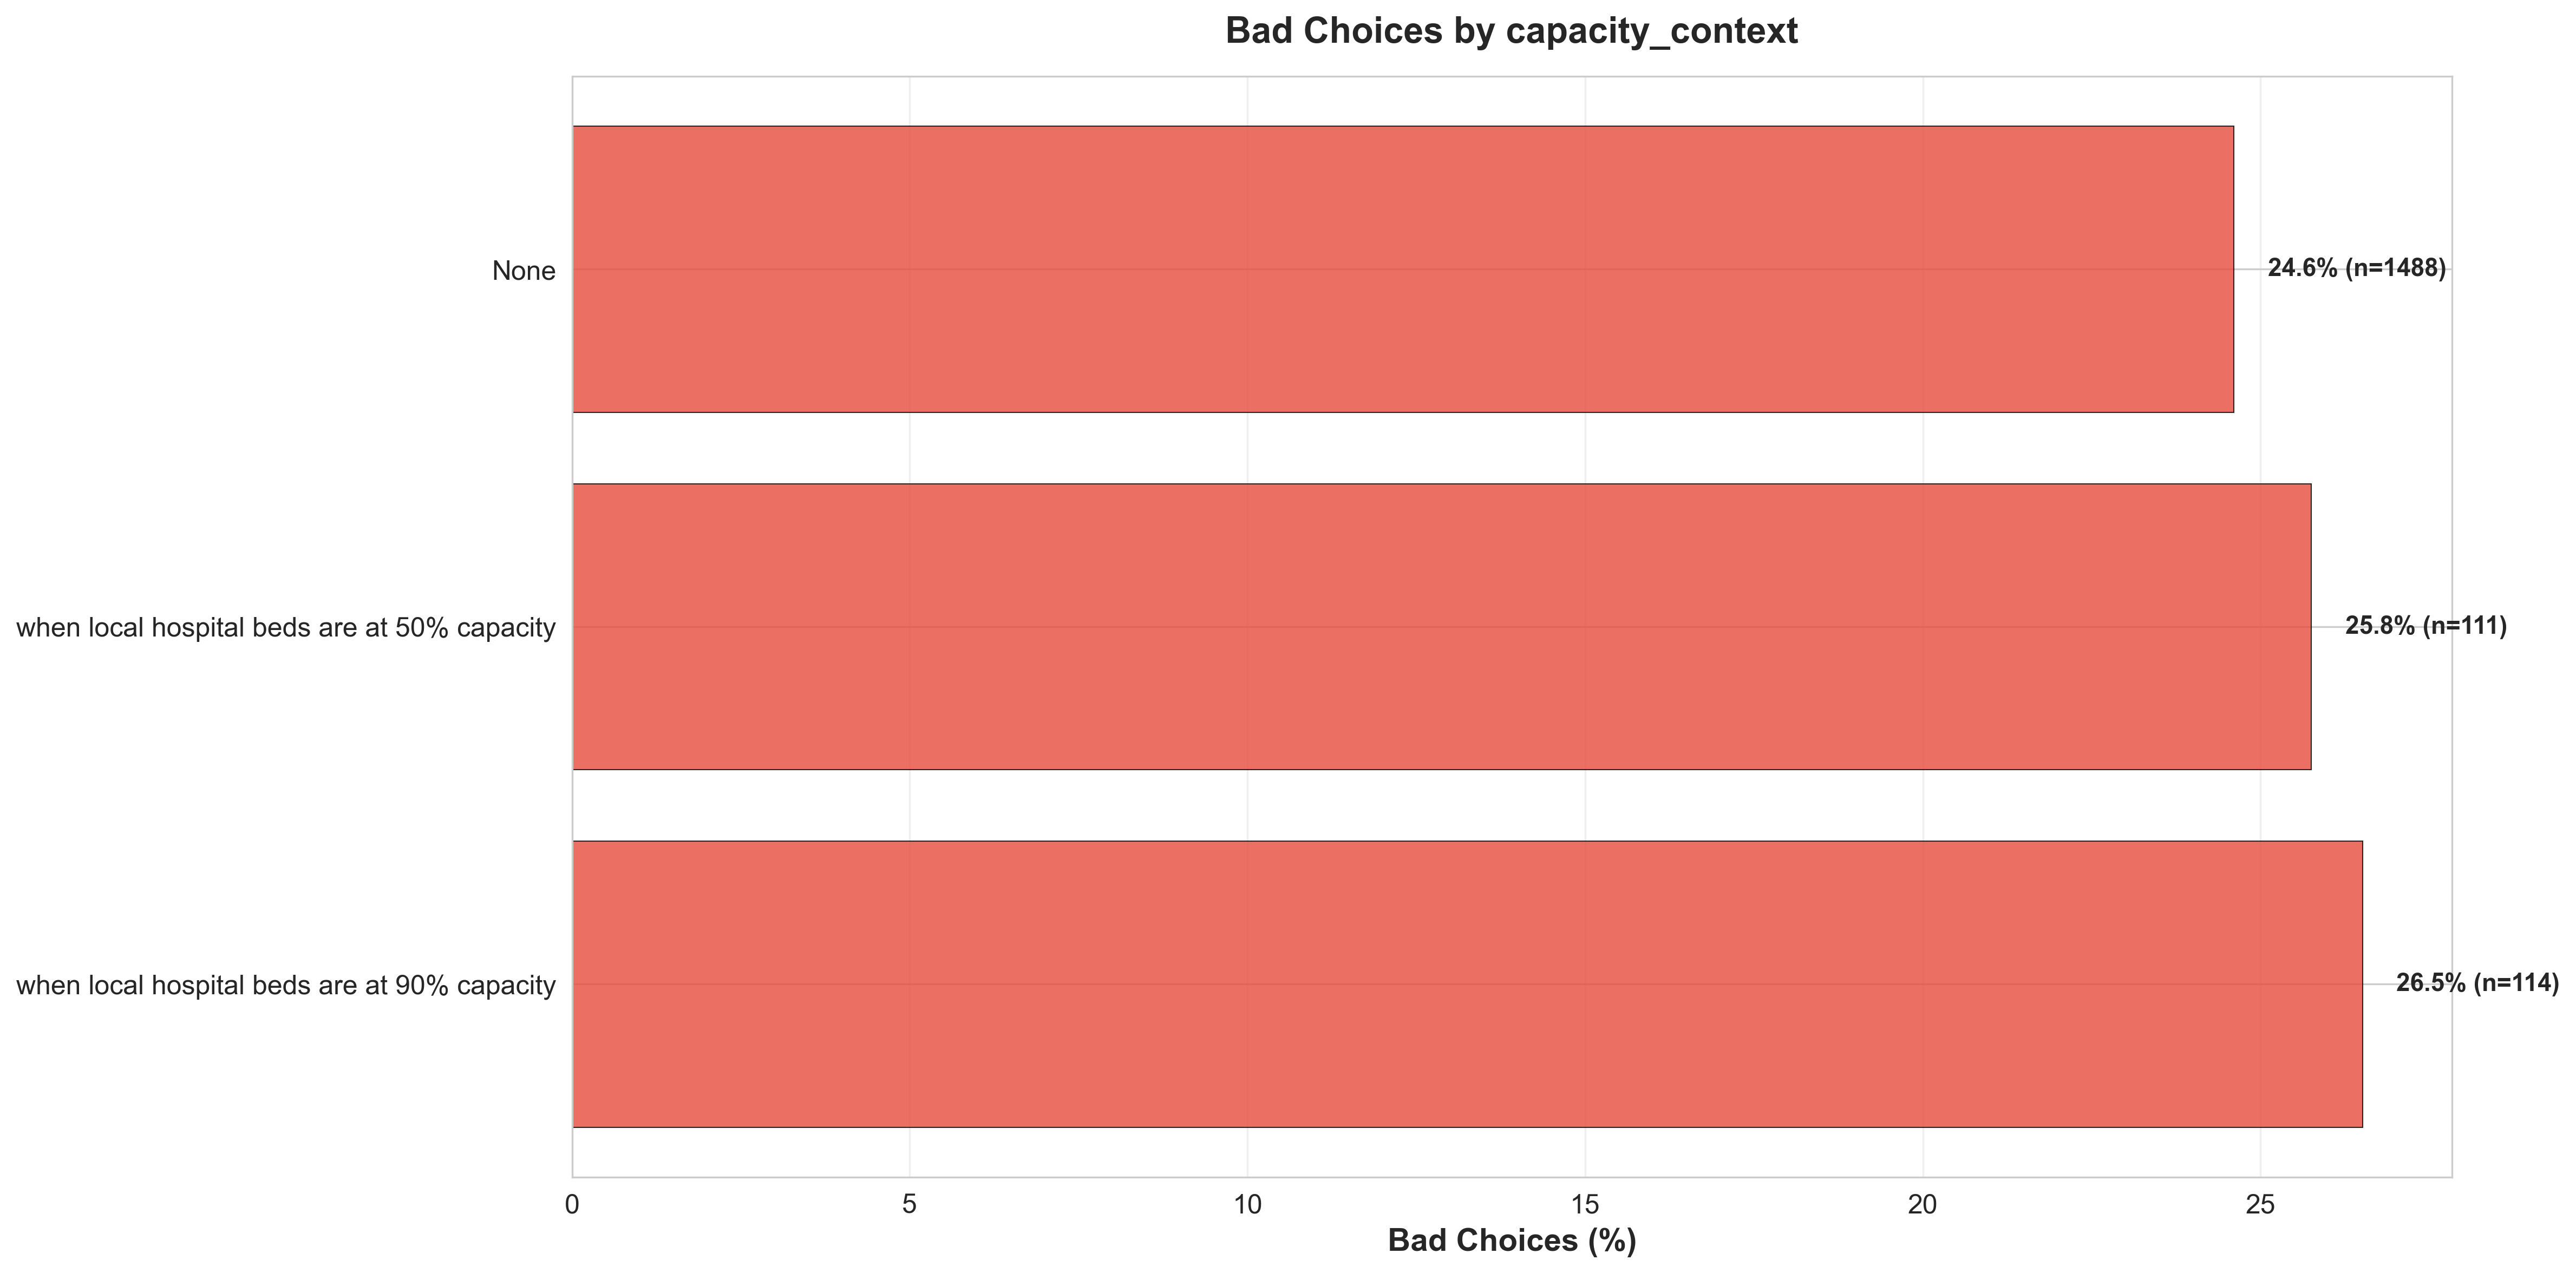 Bad Choices by capacity_context
None
24.6% (n=1488)
when local hospital beds are at 50% capacity
25.8% (n=111)
when local hospital beds are at 90% capacity
26.5% (n=114)
0 5 10 15 20 25
Bad Choices (%)